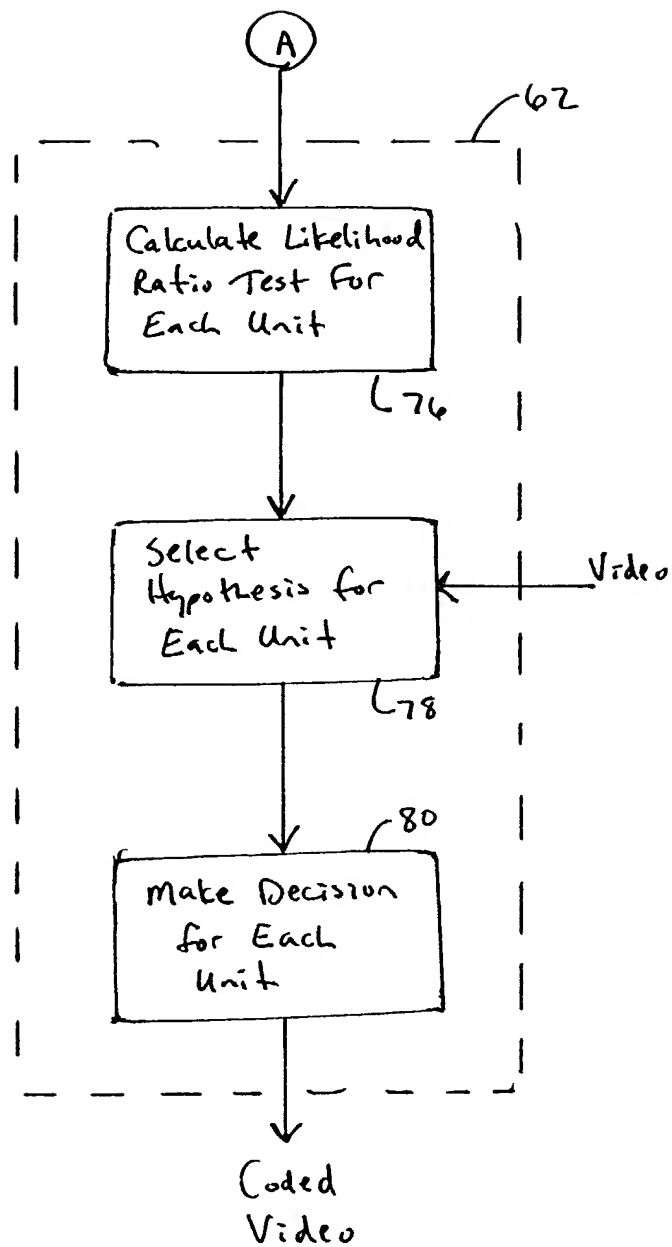 A
62
Calculate Likelihood
Ratio Test For
Each Unit
76
Select
Hypothesis for
Each Unit
Video
78
80
Make Decision
for Each
Unit
Coded
Video